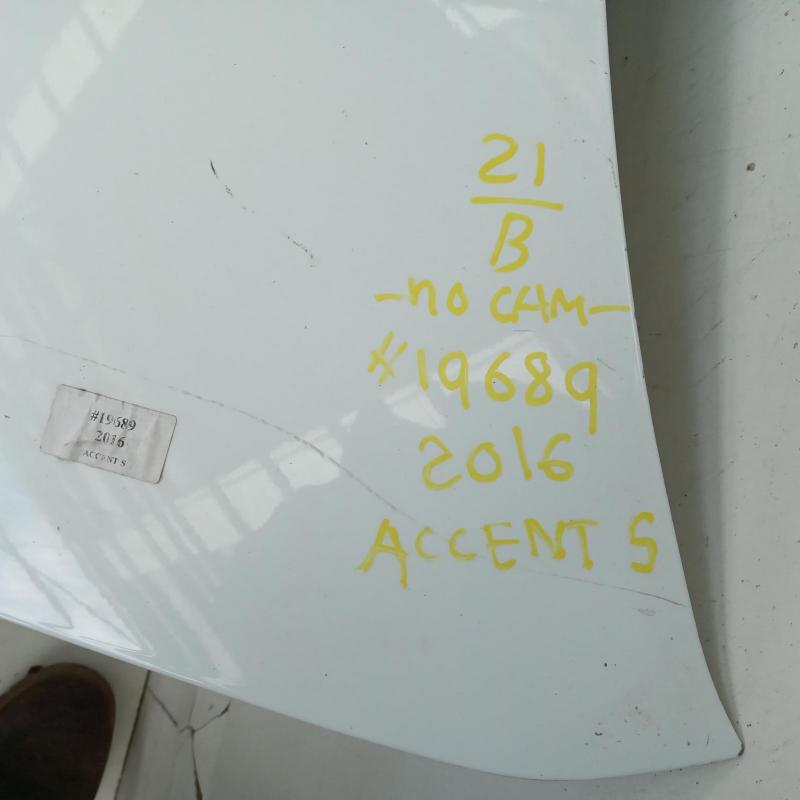 21
B
-no CAM-
#19689
2016
ACCENT S
#19689
2016
ACCENT S